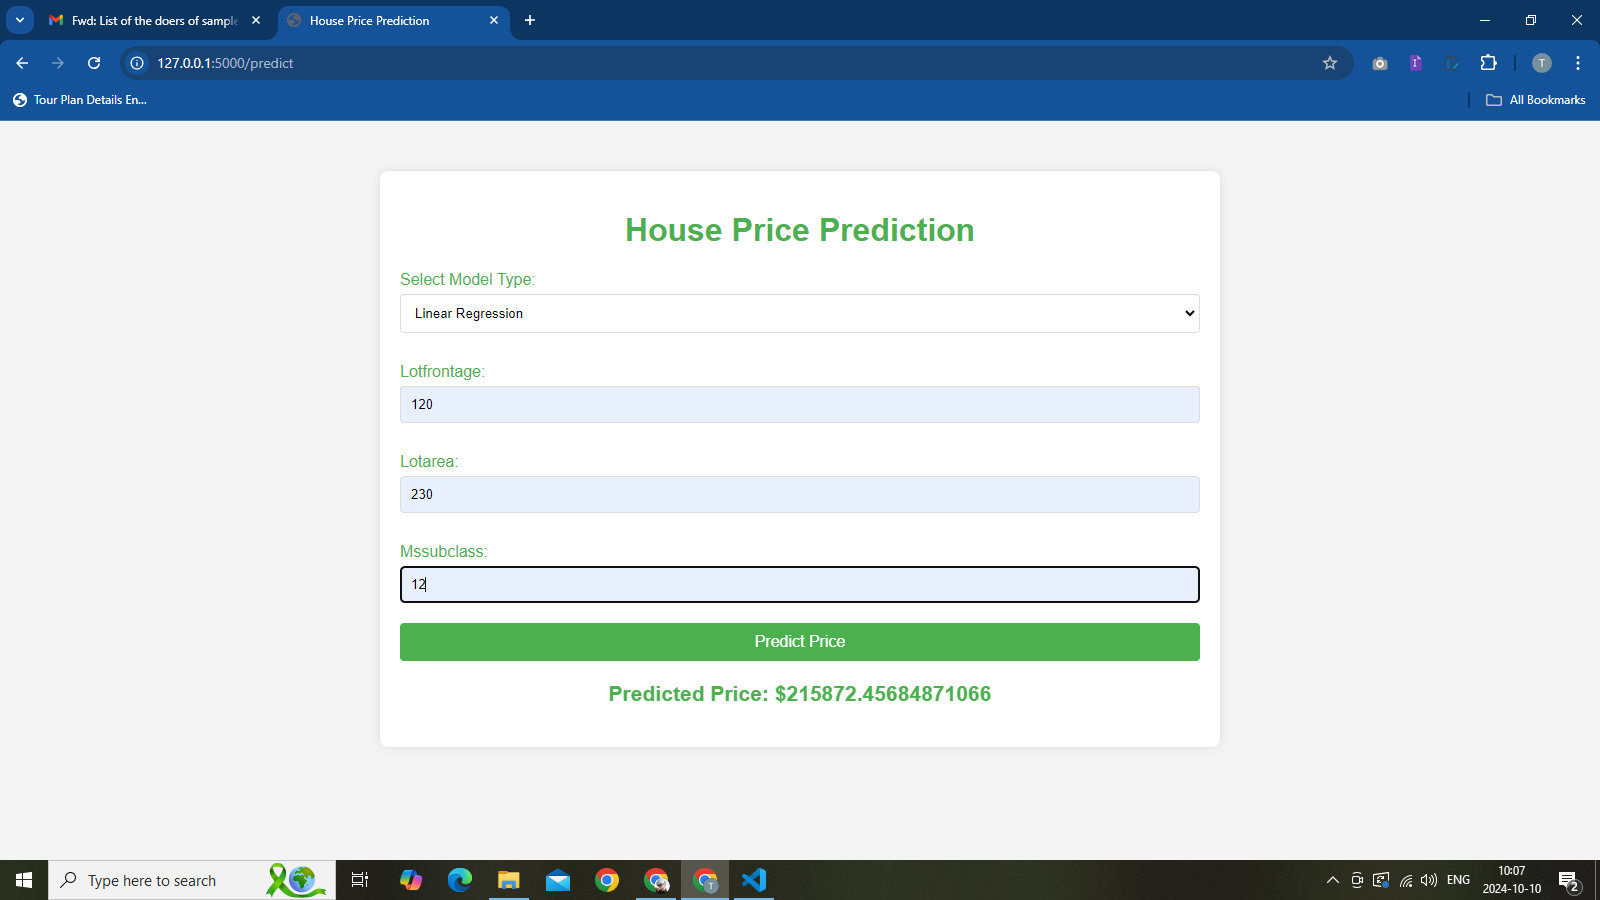 Fwd: List of the doers of sample
House Price Prediction
127.0.0.1:5000/predict
T
Tour Plan Details En...
All Bookmarks
House Price Prediction
Select Model Type:
Linear Regression
Lotfrontage:
120
Lotarea:
230
Mssubclass:
12
Predict Price
Predicted Price: $215872.45684871066
Type here to search
T
ENG
10:07
2024-10-10
2